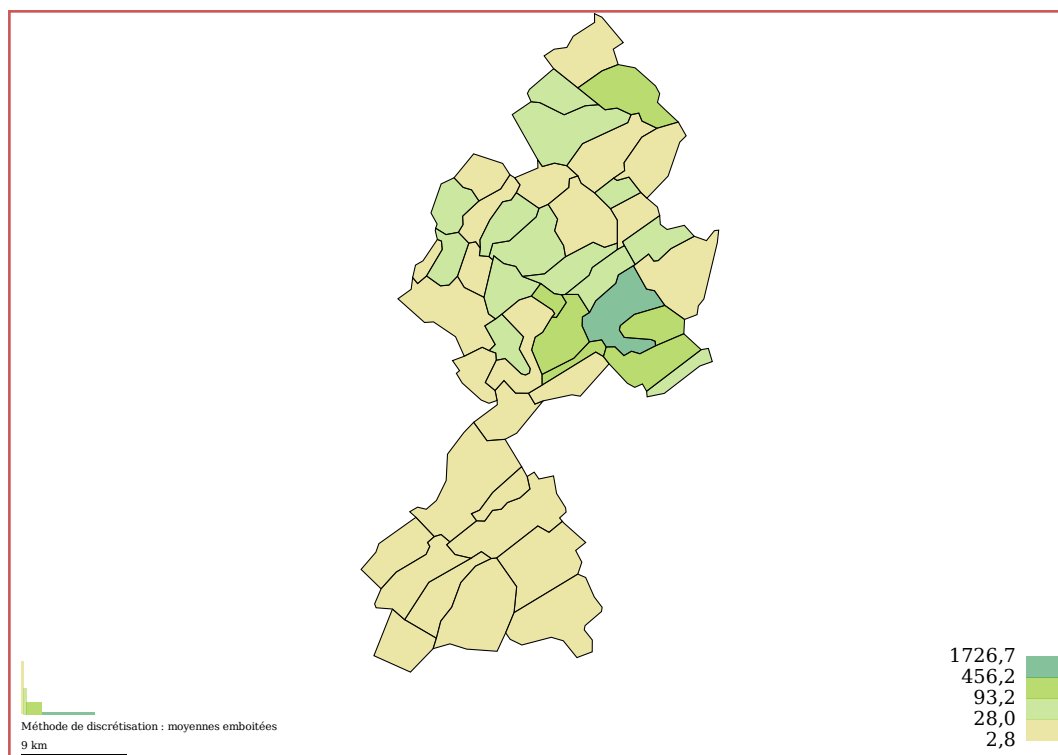 1726,7
456,2
93,2
28,0
2,8
Méthode de discrétisation : moyennes emboitées
9 km